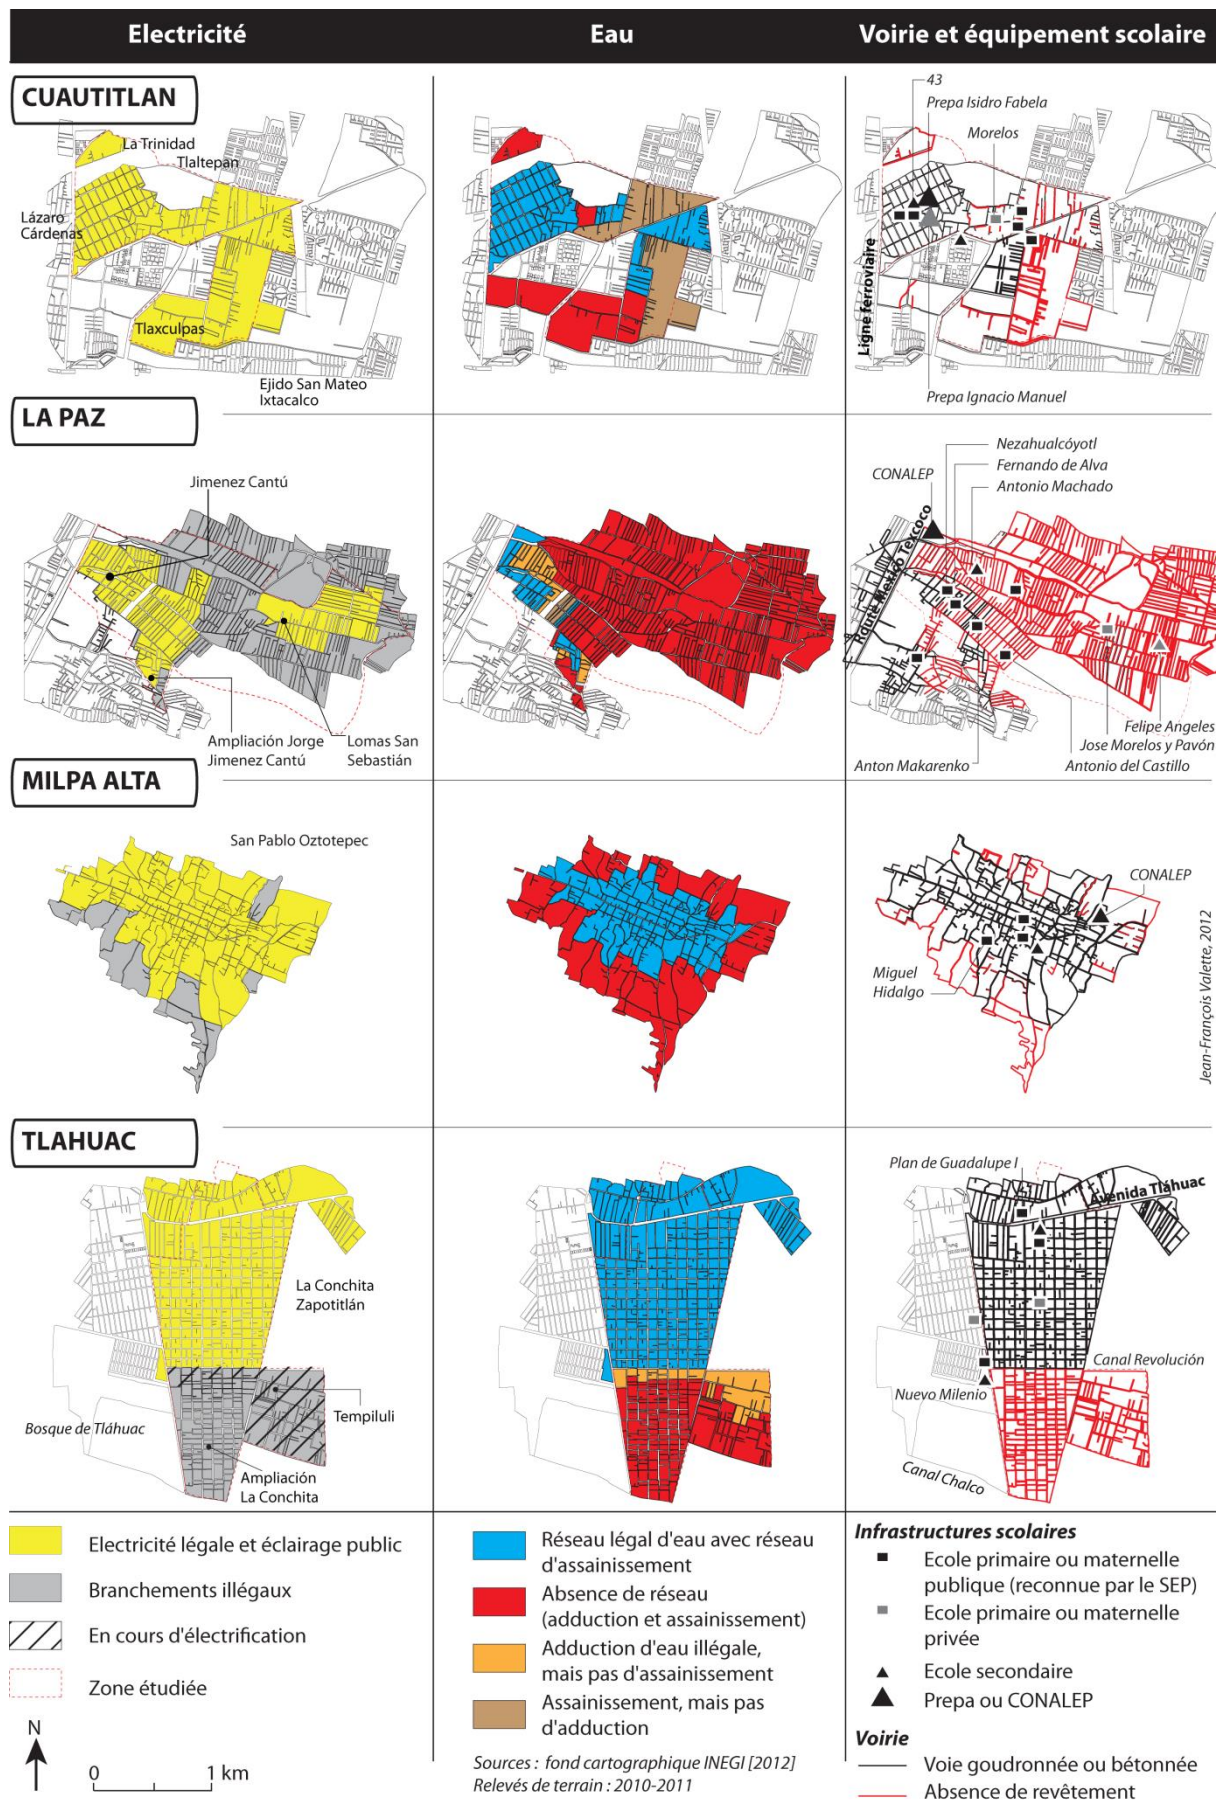 Electricité
Eau
Voirie et équipement scolaire
CUAUTITLAN
La Trinidad
Tlaltepan
Lázaro
Cárdenas
Tlaxculpas
Ejido San Mateo
Ixtacalco
43
Prepa Isidro Fabela
Morelos
Ligne ferroviaire
Prepa Ignacio Manuel
LA PAZ
Jimenez Cantú
Ampliación Jorge
Jimenez Cantú
Lomas San
Sebastián
Nezahualcóyotl
Fernando de Alva
Antonio Machado
CONALEP
Route Mexico Texcoco
Felipe Angeles
Jose Morelos y Pavón
Anton Makarenko
Antonio del Castillo
MILPA ALTA
San Pablo Oztotepec
CONALEP
Miguel
Hidalgo
Jean-François Valette, 2012
TLAHUAC
La Conchita
Zapotitlán
Tempiluli
Bosque de Tláhuac
Ampliación
La Conchita
Plan de Guadalupe I
Avenida Tláhuac
Canal Revolución
Nuevo Milenio
Canal Chalco
Electricité légale et éclairage public
Branchements illégaux
En cours d'électrification
Zone étudiée
N
0 1 km
Réseau légal d'eau avec réseau
d'assainissement
Absence de réseau
(adduction et assainissement)
Adduction d'eau illégale,
mais pas d'assainissement
Assainissement, mais pas
d'adduction
Sources : fond cartographique INEGI [2012]
Relevés de terrain : 2010-2011
Infrastructures scolaires
Ecole primaire ou maternelle
publique (reconnue par le SEP)
Ecole primaire ou maternelle
privée
Ecole secondaire
Prepa ou CONALEP
Voirie
Voie goudronnée ou bétonnée
Absence de revêtement